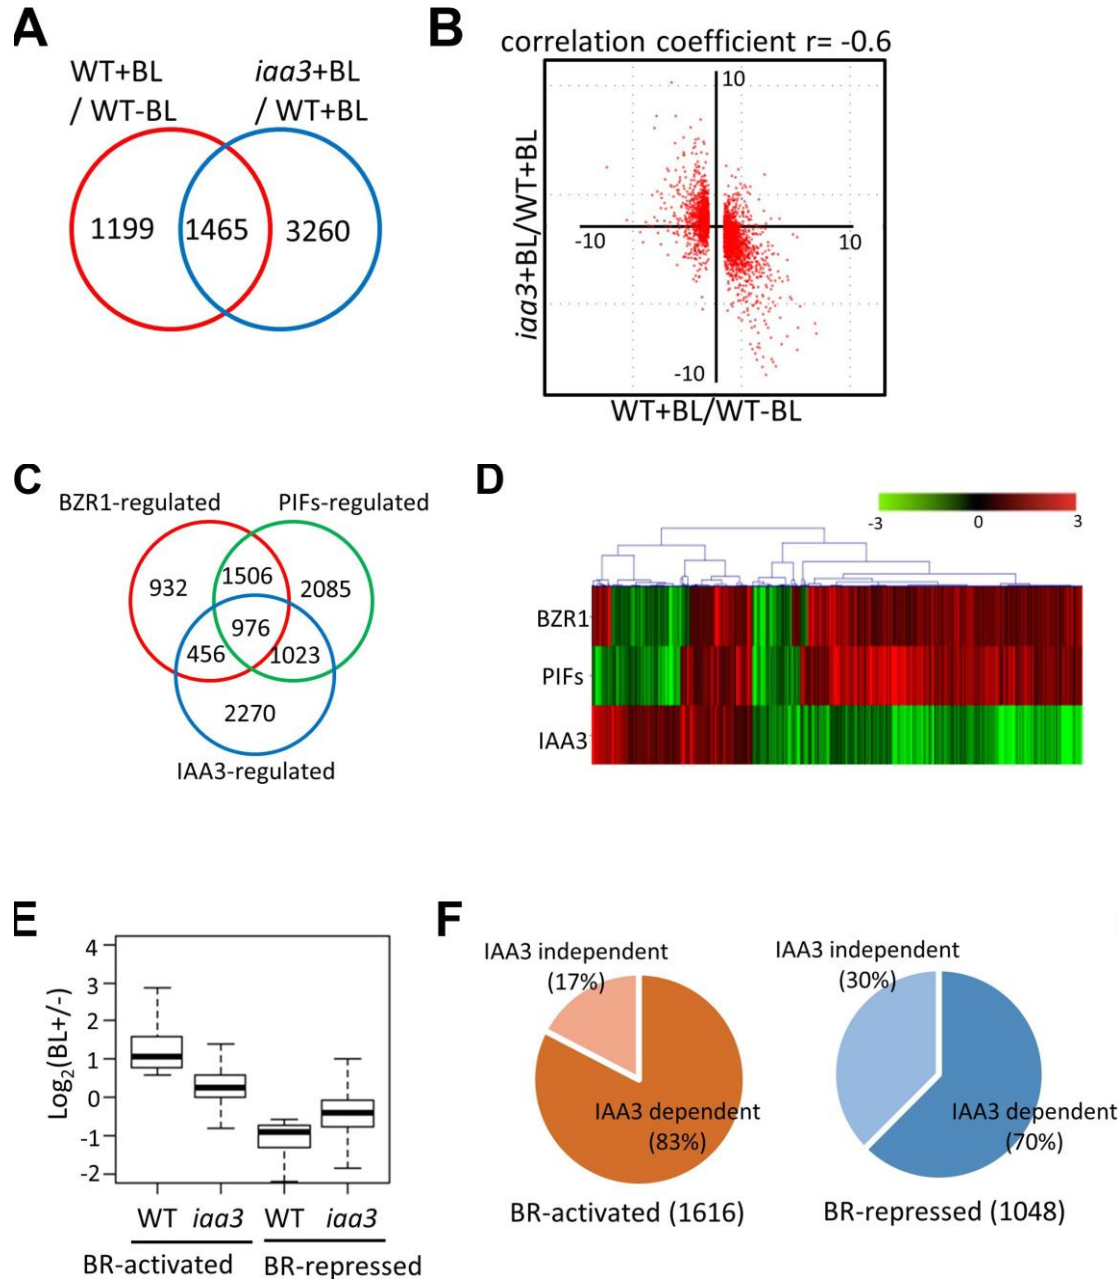 A
WT+BL
/ WT-BL
iaa3+BL
/ WT+BL
1199
1465
3260
B
correlation coefficient r= -0.6
10
-10
10
-10
iaa3+BL/WT+BL
WT+BL/WT-BL
C
BZR1-regulated
PIFs-regulated
932
1506
2085
976
456
1023
2270
IAA3-regulated
D
-3
0
3
BZR1
PIFs
IAA3
E
Log2(BL+/-)
4
3
2
1
0
-1
-2
WT
iaa3
WT
iaa3
BR-activated
BR-repressed
F
IAA3 independent
(17%)
IAA3 dependent
(83%)
BR-activated (1616)
IAA3 independent
(30%)
IAA3 dependent
(70%)
BR-repressed (1048)